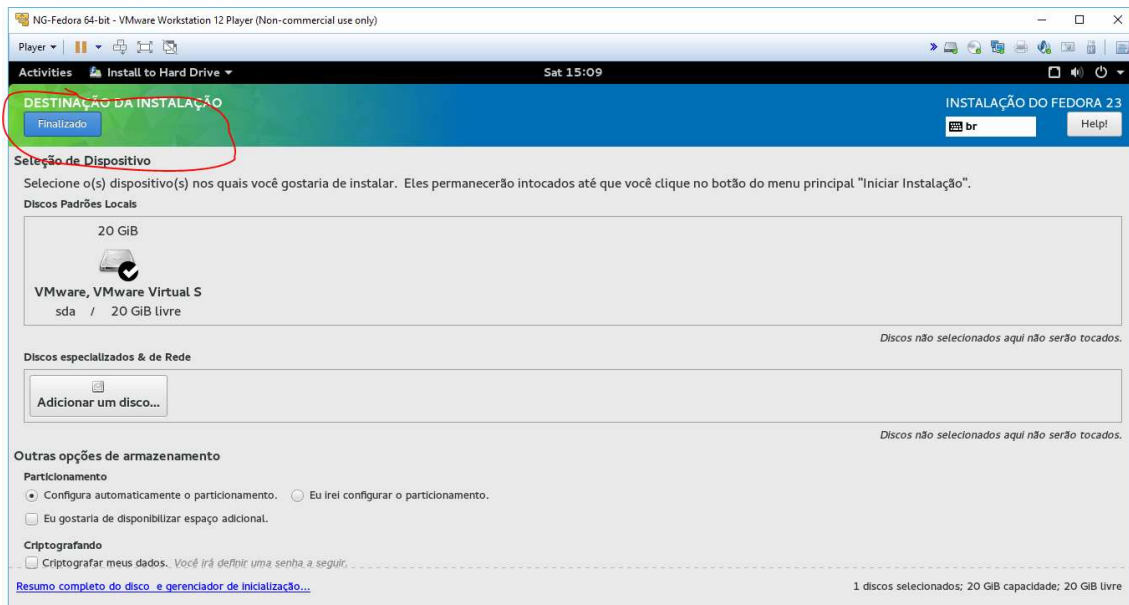 NG-Fedora 64-bit - VMware Workstation 12 Player (Non-commercial use only)
Player
Activities Install to Hard Drive Sat 15:09
DESTINAÇÃO DA INSTALAÇÃO INSTALAÇÃO DO FEDORA 23
Finalizado br Help!
Seleção de Dispositivo
Selecione o(s) dispositivo(s) nos quais você gostaria de instalar. Eles permanecerão intocados até que você clique no botão do menu principal "Iniciar Instalação".
Discos Padrões Locais
20 GiB
VMware, VMware Virtual S
sda / 20 GiB livre
Discos não selecionados aqui não serão tocados.
Discos especializados & de Rede
Adicionar um disco...
Discos não selecionados aqui não serão tocados.
Outras opções de armazenamento
Particionamento
Configura automaticamente o particionamento. Eu irei configurar o particionamento.
Eu gostaria de disponibilizar espaço adicional.
Criptografando
Criptografar meus dados. Você irá definir uma senha a seguir.
Resumo completo do disco e gerenciador de inicialização... 1 discos selecionados; 20 GiB capacidade; 20 GiB livre